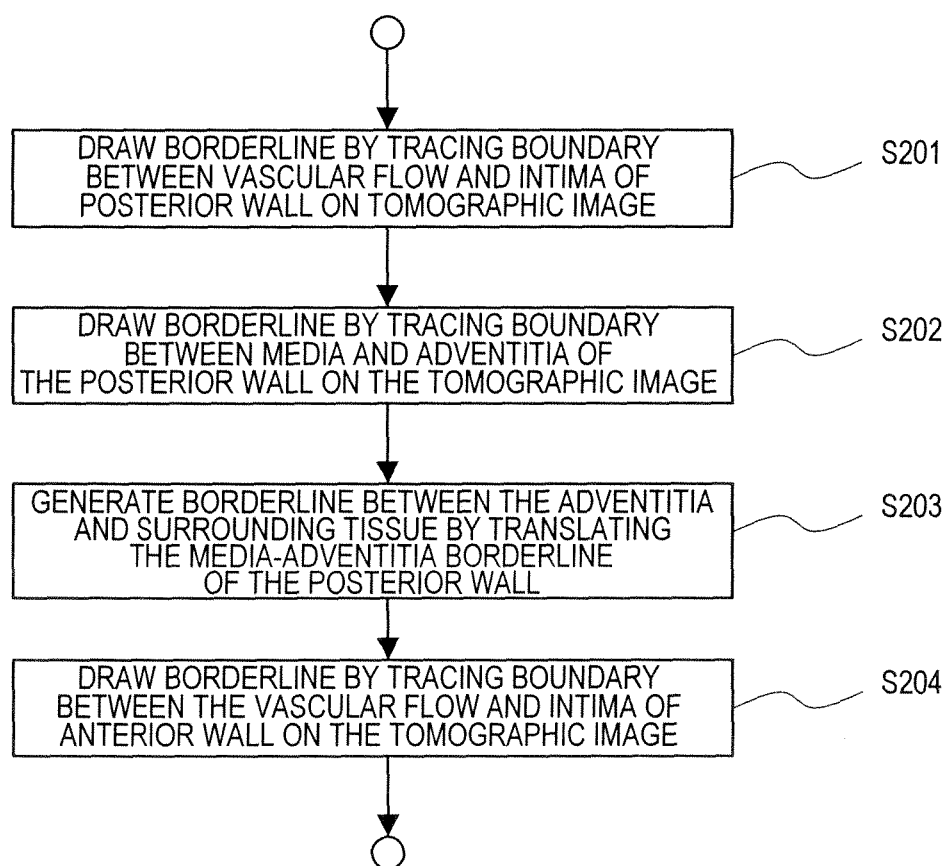 DRAW BORDERLINE BY TRACING BOUNDARY
BETWEEN VASCULAR FLOW AND INTIMA OF
POSTERIOR WALL ON TOMOGRAPHIC IMAGE
S201
DRAW BORDERLINE BY TRACING BOUNDARY
BETWEEN MEDIA AND ADVENTITIA OF
THE POSTERIOR WALL ON THE TOMOGRAPHIC IMAGE
S202
GENERATE BORDERLINE BETWEEN THE ADVENTITIA
AND SURROUNDING TISSUE BY TRANSLATING
THE MEDIA-ADVENTITIA BORDERLINE
OF THE POSTERIOR WALL
S203
DRAW BORDERLINE BY TRACING BOUNDARY
BETWEEN THE VASCULAR FLOW AND INTIMA OF
ANTERIOR WALL ON THE TOMOGRAPHIC IMAGE
S204